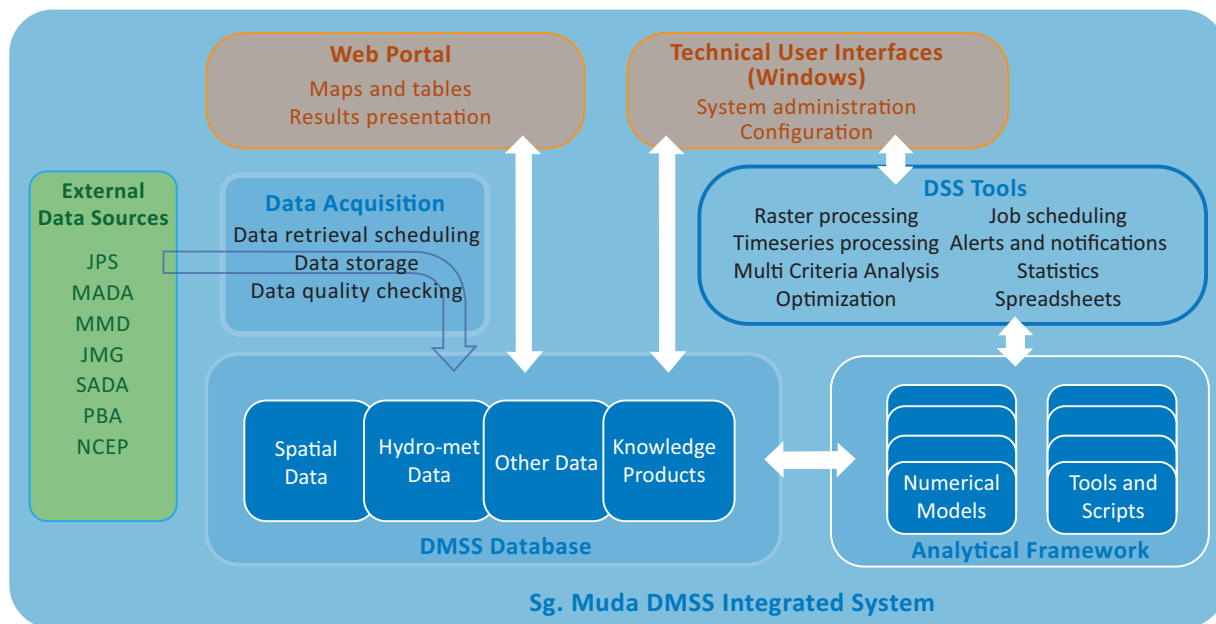 Web Portal
Maps and tables
Results presentation
Technical User Interfaces
(Windows)
System administration
Configuration
External
Data Sources
JPS
MADA
MMD
JMG
SADA
PBA
NCEP
Data Acquisition
Data retrieval scheduling
Data storage
Data quality checking
DSS Tools
Raster processing
Timeseries processing
Multi Criteria Analysis
Optimization
Job scheduling
Alerts and notifications
Statistics
Spreadsheets
Spatial
Data
Hydro-met
Data
Other Data
Knowledge
Products
DMSS Database
Numerical
Models
Tools and
Scripts
Analytical Framework
Sg. Muda DMSS Integrated System